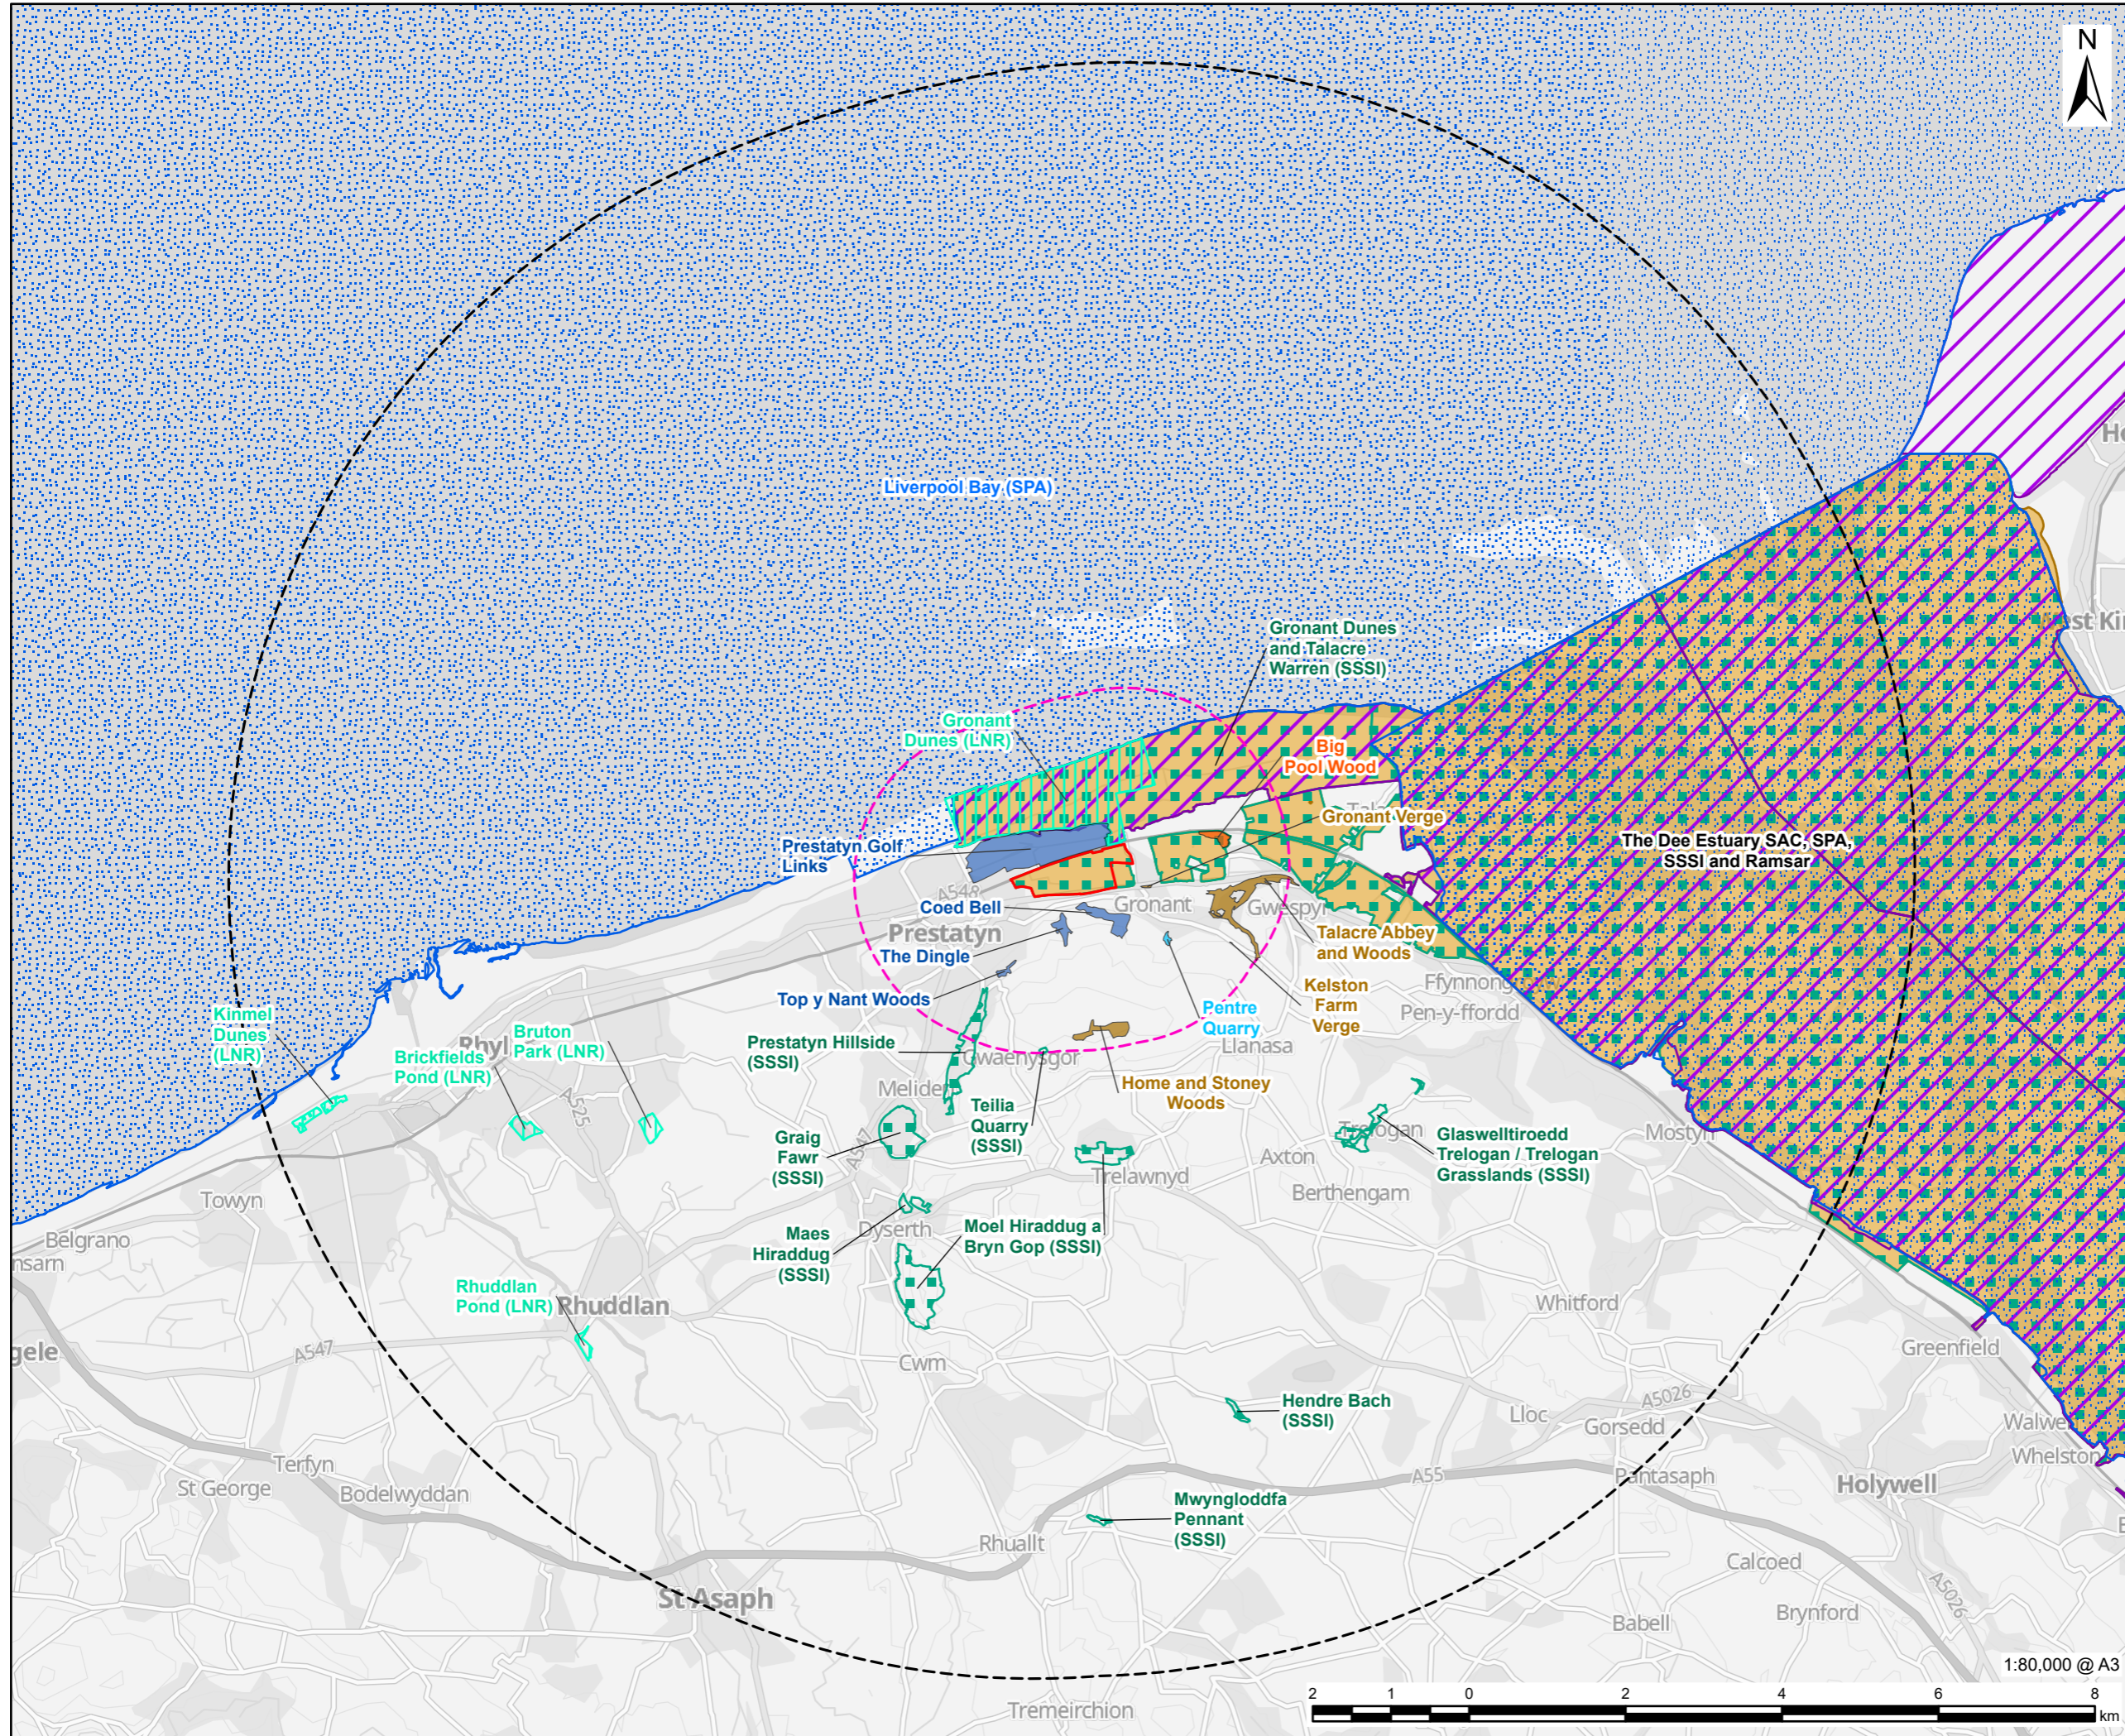 N
Liverpool Bay (SPA)
Gronant Dunes
and Talacre
Warren (SSSI)
Gronant
Dunes (LNR)
Big
Pool Wood
Gronant Verge
Prestatyn Golf
Links
The Dee Estuary SAC, SPA,
SSSI and Ramsar
A548
Coed Bell
Gronant
Gwespyr
Prestatyn
The Dingle
Talacre Abbey
and Woods
Top y Nant Woods
Kelston
Farm
Verge
Pentre
Quarry
Pen-y-ffordd
Kinmel
Dunes
(LNR)
Rhyl
Bruton
Park (LNR)
Brickfields
Pond (LNR)
Prestatyn Hillside
(SSSI)
Gwaenysgor
Llanasa
Meliden
Home and Stoney
Woods
A525
Teilia
Quarry
(SSSI)
Graig
Fawr
(SSSI)
A547
Trelogan
Mostyn
Glaswelltiroedd
Trelogan / Trelogan
Grasslands (SSSI)
Axton
Trelawnyd
Berthengam
Towyn
Belgrano
nsarn
Maes
Hiraddug
(SSSI)
Dyserth
Moel Hiraddug a
Bryn Gop (SSSI)
Rhuddlan
Pond (LNR)
Rhuddlan
Whitford
Greenfield
gele
A547
Cwm
Hendre Bach
(SSSI)
A5026
Lloc
Gorsedd
Walwe
Whelston
Terfyn
St George
Bodelwyddan
A55
Pantasaph
Holywell
Mwyngloddfa
Pennant
(SSSI)
Rhuallt
Calcoed
St Asaph
A5026
Brynford
Babell
Tremeirchion
1:80,000 @ A3
2 1 0 2 4 6 8
km